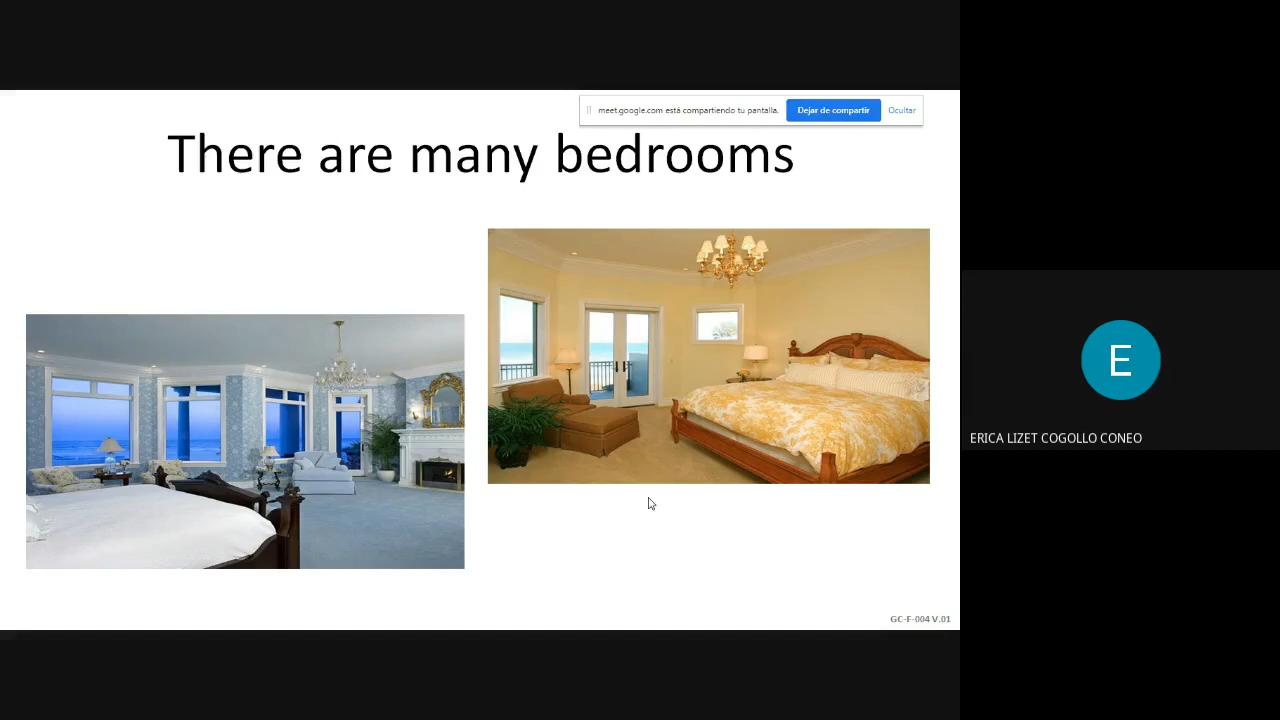 meet.google.com está compartiendo tu pantalla.
Dejar de compartir
Ocultar
There are many bedrooms
E
ERICA LIZET COGOLLO CONEO
GC-F-004 V.01